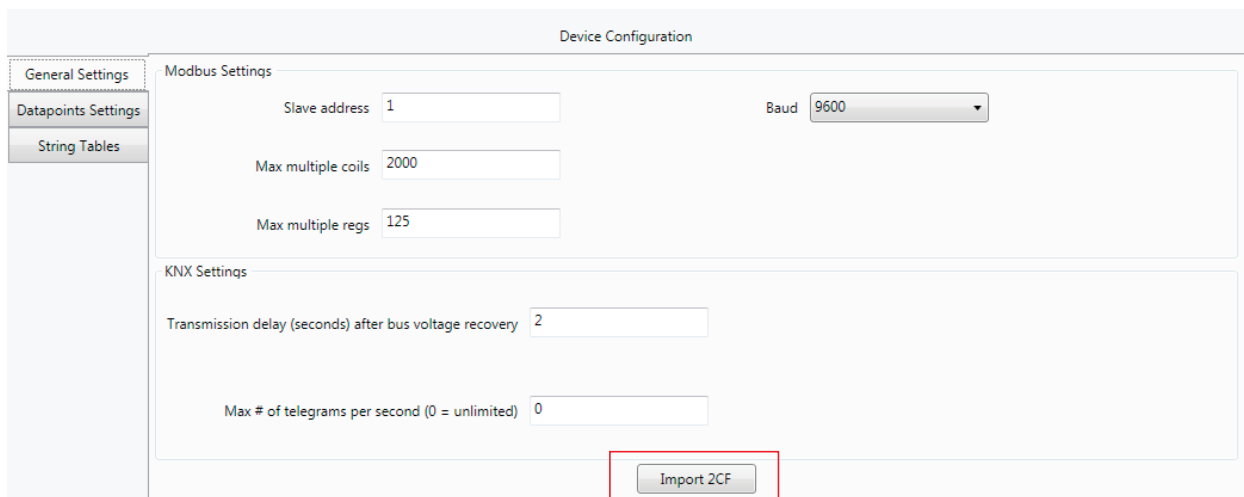 Device Configuration
General Settings
Datapoints Settings
String Tables
Modbus Settings
Slave address 1 Baud 9600
Max multiple coils 2000
Max multiple regs 125
KNX Settings
Transmission delay (seconds) after bus voltage recovery 2
Max # of telegrams per second (0 = unlimited) 0
Import 2CF